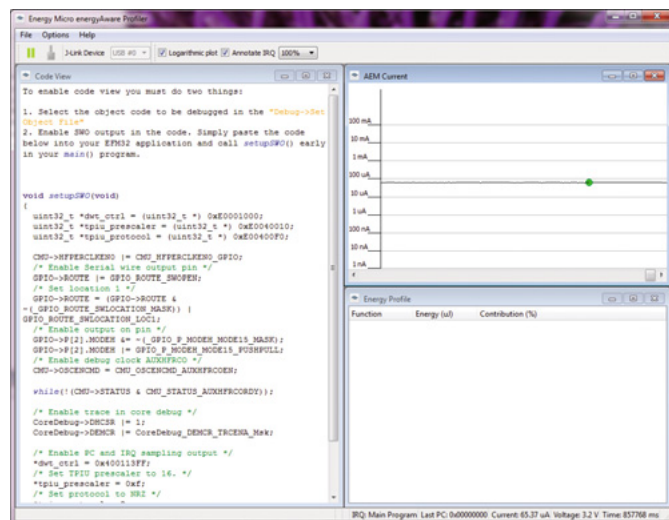 Energy Micro energyAware Profiler
File Options Help
J-Link Device USB #0 Logarithmic plot Annotate IRQ 100%
Code View
To enable code view you must do two things:
1. Select the object code to be debugged in the "Debug->Set
Object File"
2. Enable SWO output in the code. Simply paste the code
below into your EFM32 application and call setupSWO() early
in your main() program.
void setupSWO(void)
{
uint32_t *dwt_ctrl = (uint32_t *) 0xE0001000;
uint32_t *tpiu_prescaler = (uint32_t *) 0xE0040010;
uint32_t *tpiu_protocol = (uint32_t *) 0xE00400F0;
CMU->HFPERCLKEN0 |= CMU_HFPERCLKEN0_GPIO;
/* Enable Serial wire output pin */
GPIO->ROUTE |= GPIO_ROUTE_SWOPEN;
/* Set location 1 */
GPIO->ROUTE = (GPIO->ROUTE &
~(_GPIO_ROUTE_SWLOCATION_MASK)) |
GPIO_ROUTE_SWLOCATION_LOC1;
/* Enable output on pin */
GPIO->P[2].MODEH &= ~(_GPIO_P_MODEH_MODE15_MASK);
GPIO->P[2].MODEH |= GPIO_P_MODEH_MODE15_PUSHPULL;
/* Enable debug clock AUXHFRCO */
CMU->OSCENCMD = CMU_OSCENCMD_AUXHFRCOEN;
while(!(CMU->STATUS & CMU_STATUS_AUXHFRCORDY));
/* Enable trace in core debug */
CoreDebug->DHCSR |= 1;
CoreDebug->DEMCR |= CoreDebug_DEMCR_TRCENA_Msk;
/* Enable PC and IRQ sampling output */
*dwt_ctrl = 0x400113FF;
/* Set TPIU prescaler to 16. */
*tpiu_prescaler = 0xf;
/* Set protocol to NRZ */
AEM Current
100 mA
10 mA
1 mA
100 uA
10 uA
1 uA
100 nA
10 nA
1 nA
Energy Profile
Function Energy (uJ) Contribution (%)
IRQ: Main Program Last PC: 0x00000000 Current: 65.37 uA Voltage: 3.2 V Time: 857768 ms